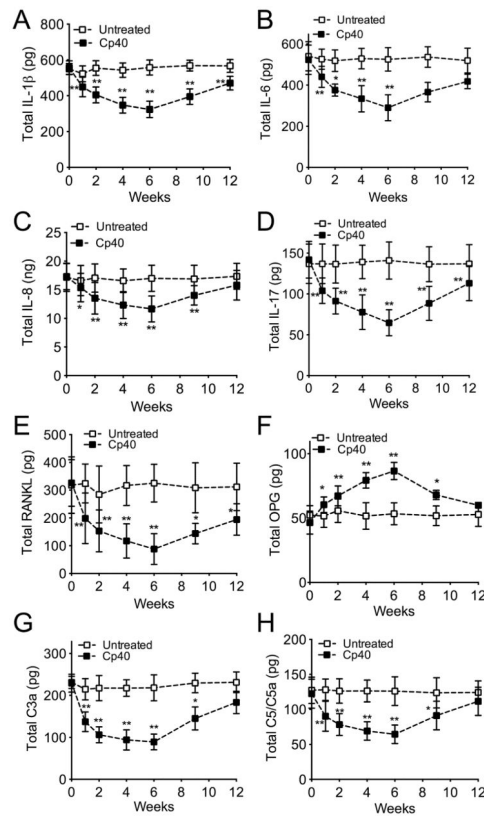 A
Untreated
Cp40
Total IL-1β (pg)
800
600
400
200
0
** ** ** ** ** **
0 2 4 6 8 10 12
Weeks
B
Untreated
Cp40
Total IL-6 (pg)
600
400
200
0
** * ** **
0 2 4 6 8 10 12
Weeks
C
Untreated
Cp40
Total IL-8 (ng)
25
20
15
10
5
0
* ** ** ** **
0 2 4 6 8 10 12
Weeks
D
Untreated
Cp40
Total IL-17 (pg)
150
100
50
0
** ** ** ** ** **
0 2 4 6 8 10 12
Weeks
E
Untreated
Cp40
Total RANKL (pg)
500
400
300
200
100
0
** ** ** ** * *
0 2 4 6 8 10 12
Weeks
F
Untreated
Cp40
Total OPG (pg)
100
50
0
* ** ** ** *
0 2 4 6 8 10 12
Weeks
G
Untreated
Cp40
Total C3a (pg)
300
200
100
0
** ** ** ** *
0 2 4 6 8 10 12
Weeks
H
Untreated
Cp40
Total C5/C5a (pg)
200
150
100
50
0
** ** ** ** *
0 2 4 6 8 10 12
Weeks